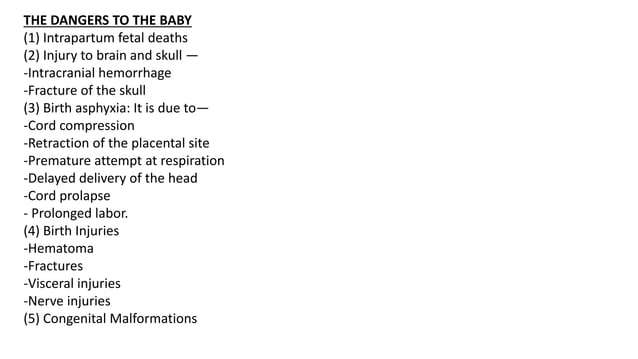 THE DANGERS TO THE BABY
(1) Intrapartum fetal deaths
(2) Injury to brain and skull —
-Intracranial hemorrhage
-Fracture of the skull
(3) Birth asphyxia: It is due to—
-Cord compression
-Retraction of the placental site
-Premature attempt at respiration
-Delayed delivery of the head
-Cord prolapse
- Prolonged labor.
(4) Birth Injuries
-Hematoma
-Fractures
-Visceral injuries
-Nerve injuries
(5) Congenital Malformations